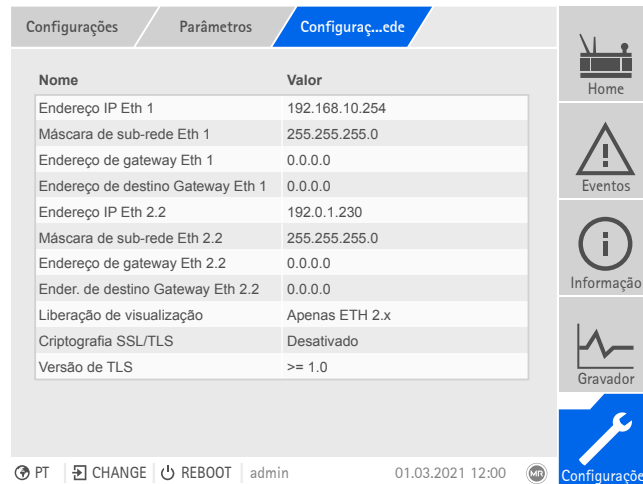 Configurações Parâmetros Configuraç...ede
Nome Valor
Endereço IP Eth 1 192.168.10.254
Máscara de sub-rede Eth 1 255.255.255.0
Endereço de gateway Eth 1 0.0.0.0
Endereço de destino Gateway Eth 1 0.0.0.0
Endereço IP Eth 2.2 192.0.1.230
Máscara de sub-rede Eth 2.2 255.255.255.0
Endereço de gateway Eth 2.2 0.0.0.0
Ender. de destino Gateway Eth 2.2 0.0.0.0
Liberação de visualização Apenas ETH 2.x
Criptografia SSL/TLS Desativado
Versão de TLS >= 1.0
Home
Eventos
Informação
Gravador
Configuraçõe
PT CHANGE REBOOT admin 01.03.2021 12:00 MR